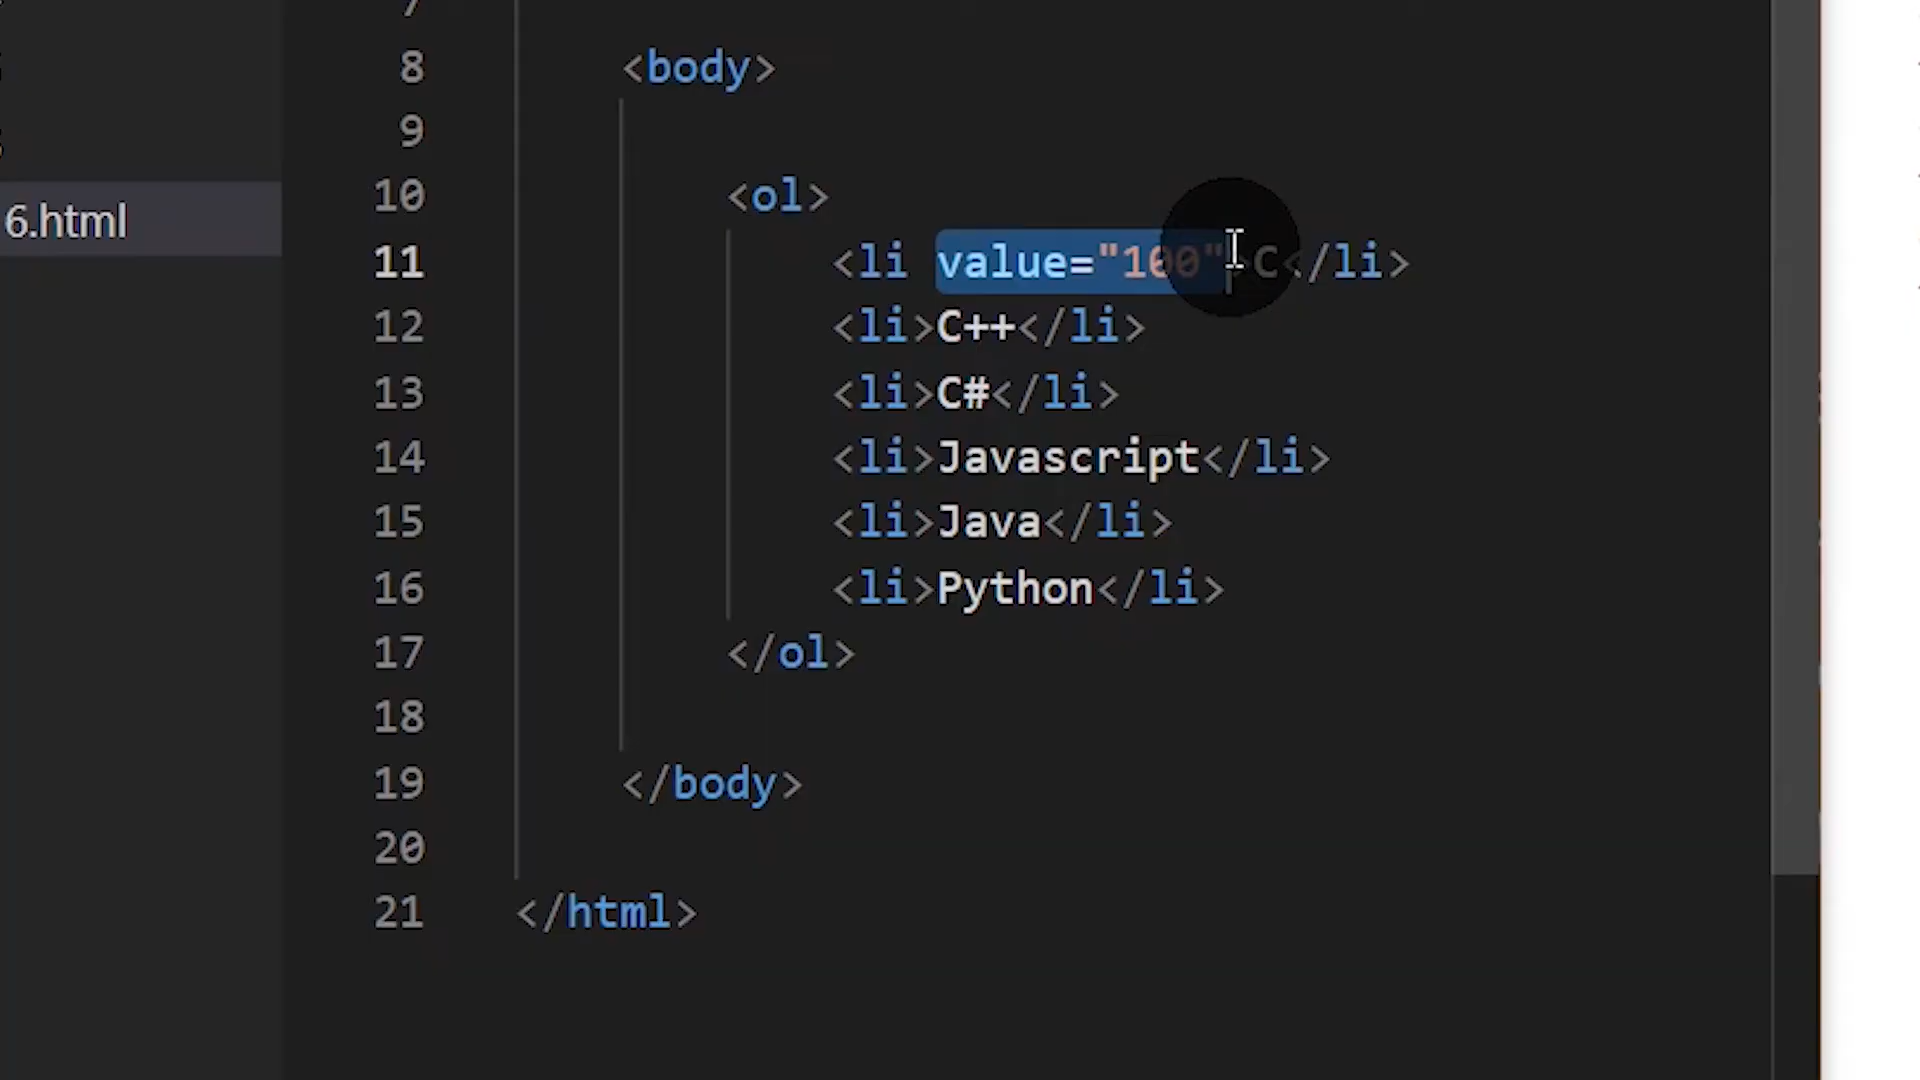 7
8 <body>
9
10 <ol>
6.html
11 <li value="100">C</li>
12 <li>C++</li>
13 <li>C#</li>
14 <li>Javascript</li>
15 <li>Java</li>
16 <li>Python</li>
17 </ol>
18
19 </body>
20
21 </html>